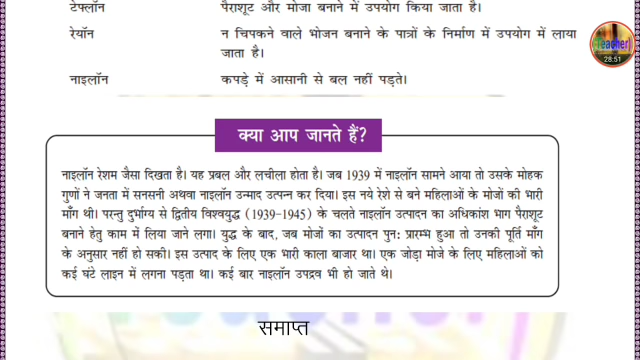 टेफ्लॉन पैराशूट और मोजा बनाने में उपयोग किया जाता है।
रेयॉन न चिपकने वाले भोजन बनाने के पात्रों के निर्माण में उपयोग में लाया
जाता है।
नाइलॉन कपड़े में आसानी से बल नहीं पड़ते।
Teacher
28:51
क्या आप जानते हैं?
नाइलॉन रेशम जैसा दिखता है। यह प्रबल और लचीला होता है। जब 1939 में नाइलॉन सामने आया तो उसके मोहक
गुणों ने जनता में सनसनी अथवा नाइलॉन उन्माद उत्पन्न कर दिया। इस नये रेशे से बने महिलाओं के मोजों की भारी
माँग थी। परन्तु दुर्भाग्य से द्वितीय विश्वयुद्ध (1939-1945) के चलते नाइलॉन उत्पादन का अधिकांश भाग पैराशूट
बनाने हेतु काम में लिया जाने लगा। युद्ध के बाद, जब मोजों का उत्पादन पुन: प्रारम्भ हुआ तो उनकी पूर्ति माँग
के अनुसार नहीं हो सकी। इस उत्पाद के लिए एक भारी काला बाजार था। एक जोड़ा मोजे के लिए महिलाओं को
कई घंटे लाइन में लगना पड़ता था। कई बार नाइलॉन उपद्रव भी हो जाते थे।
समाप्त